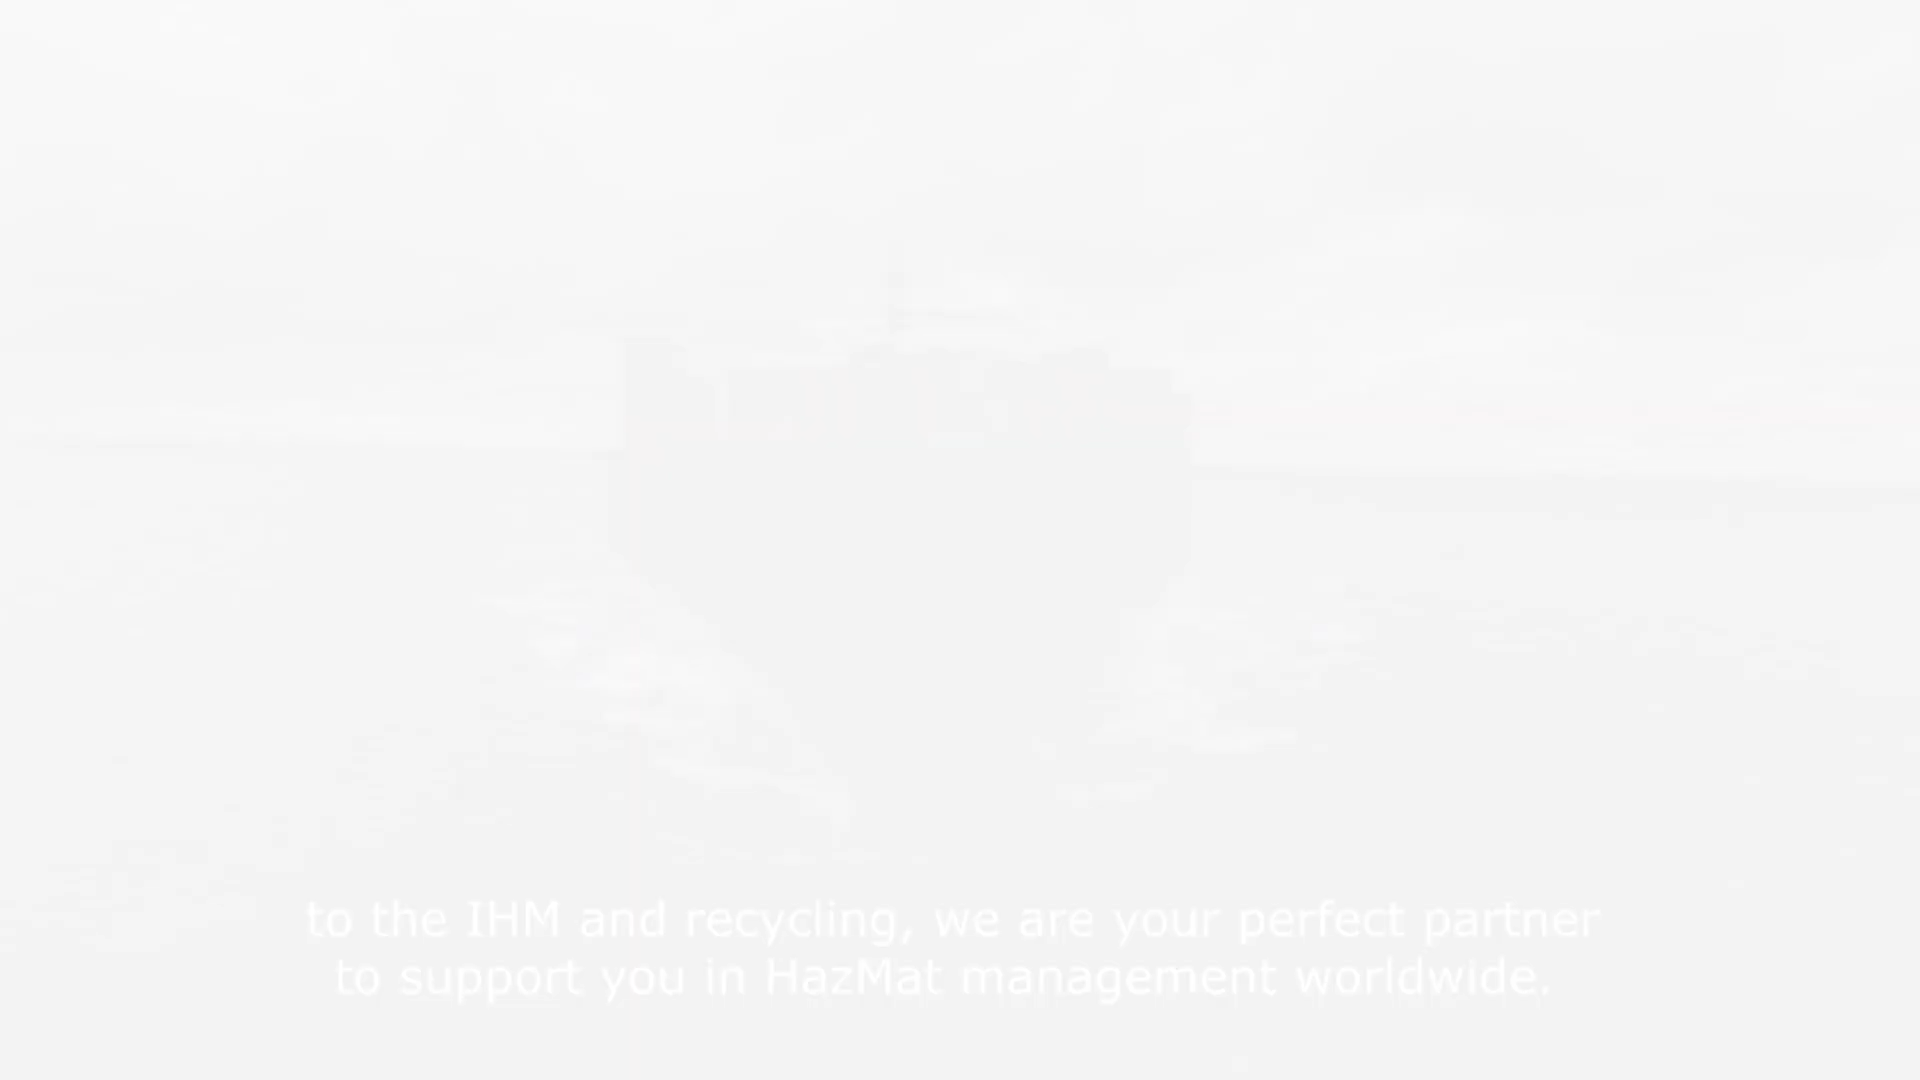 to the IHM and recycling, we are your perfect partner
to support you in HazMat management worldwide.